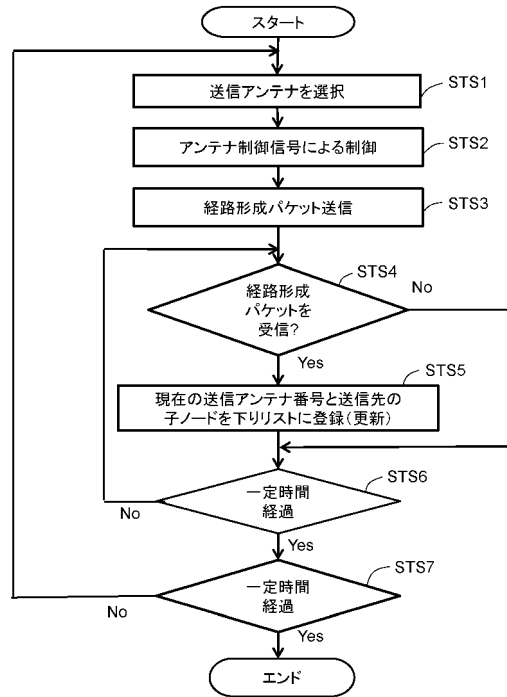 スタート
送信アンテナを選択
STS1
アンテナ制御信号による制御
STS2
経路形成パケット送信
STS3
STS4
経路形成
パケットを
受信?
No
Yes
STS5
現在の送信アンテナ番号と送信先の
子ノードを下りリストに登録(更新)
STS6
一定時間
経過
No
Yes
STS7
一定時間
経過
No
Yes
エンド